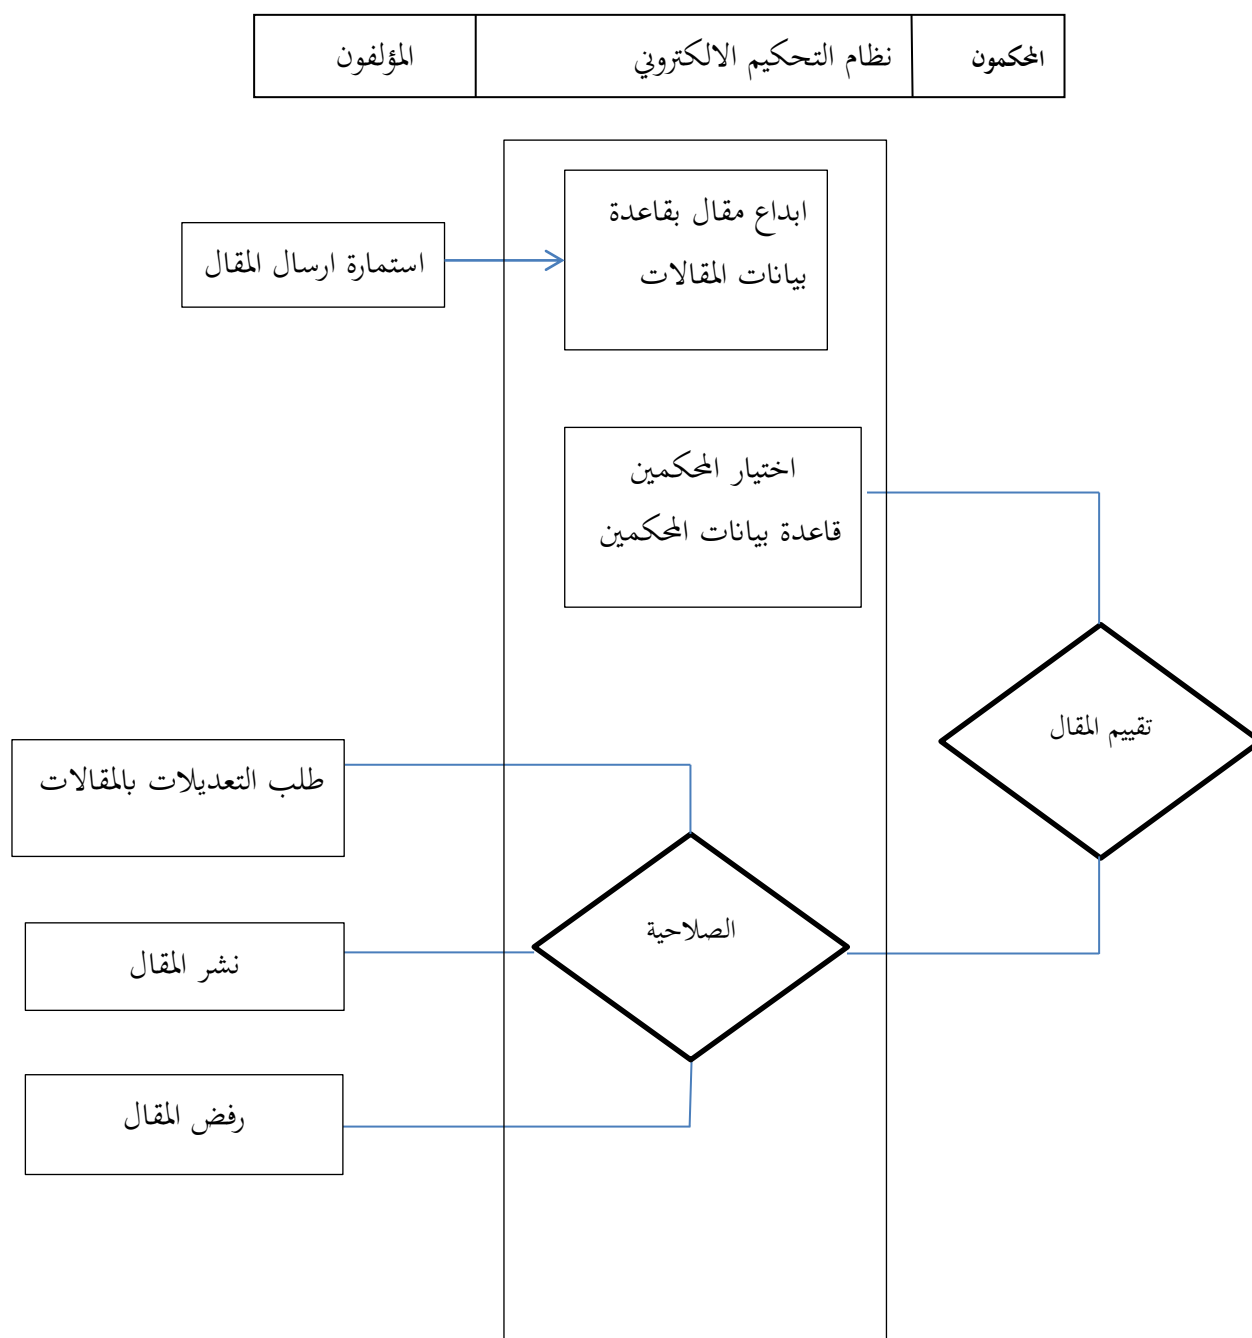 المحكمون
نظام التحكيم الالكتروني
المؤلفون
ابداع مقال بقاعدة
بيانات المقالات
استمارة ارسال المقال
اختيار المحكمين
قاعدة بيانات المحكمين
تقييم المقال
طلب التعديلات بالمقالات
الصلاحية
نشر المقال
رفض المقال